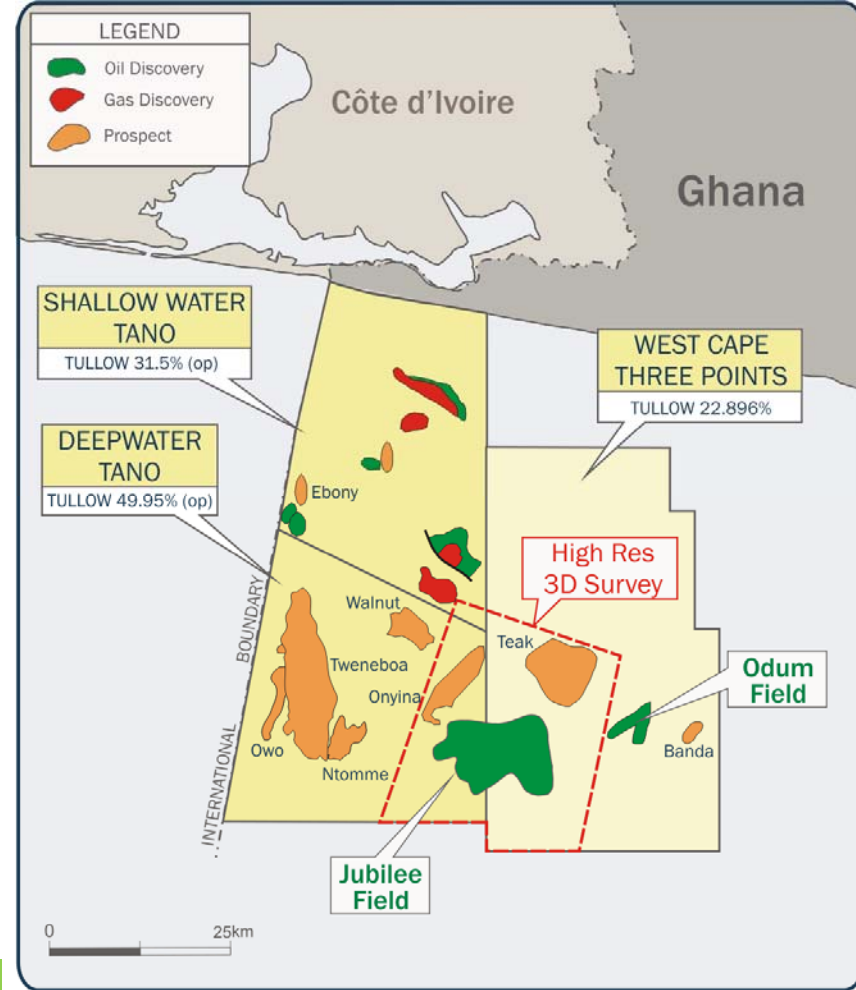 LEGEND
Oil Discovery
Gas Discovery
Prospect
Côte d'Ivoire
Ghana
SHALLOW WATER
TANO
TULLOW 31.5% (op)
WEST CAPE
THREE POINTS
TULLOW 22.896%
DEEPWATER
TANO
TULLOW 49.95% (op)
Ebony
High Res
3D Survey
INTERNATIONAL BOUNDARY
Walnut
Teak
Tweneboa
Onyina
Odum
Field
Owo
Banda
Ntomme
Jubilee
Field
0 25km